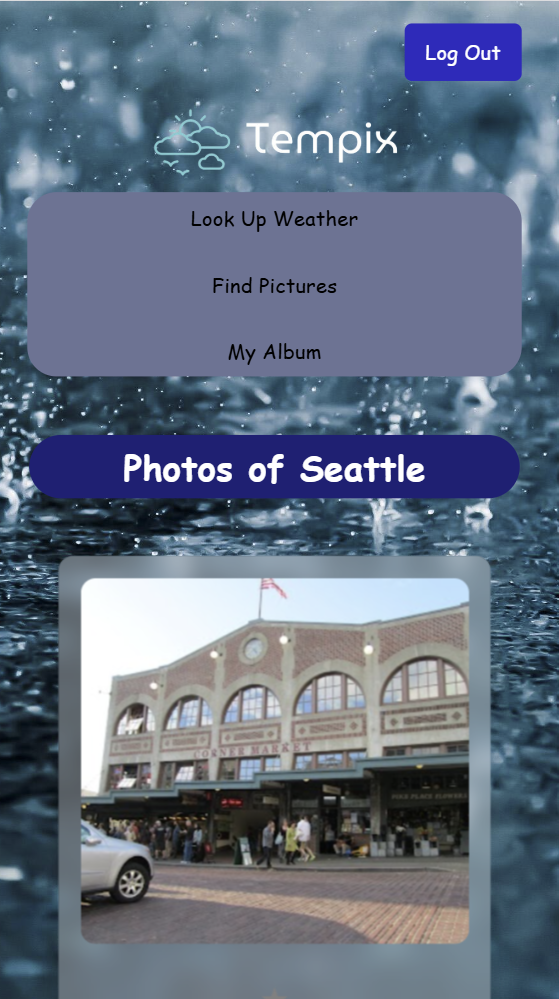 Log Out
Tempix
Look Up Weather
Find Pictures
My Album
Photos of Seattle
CORNER MARKET